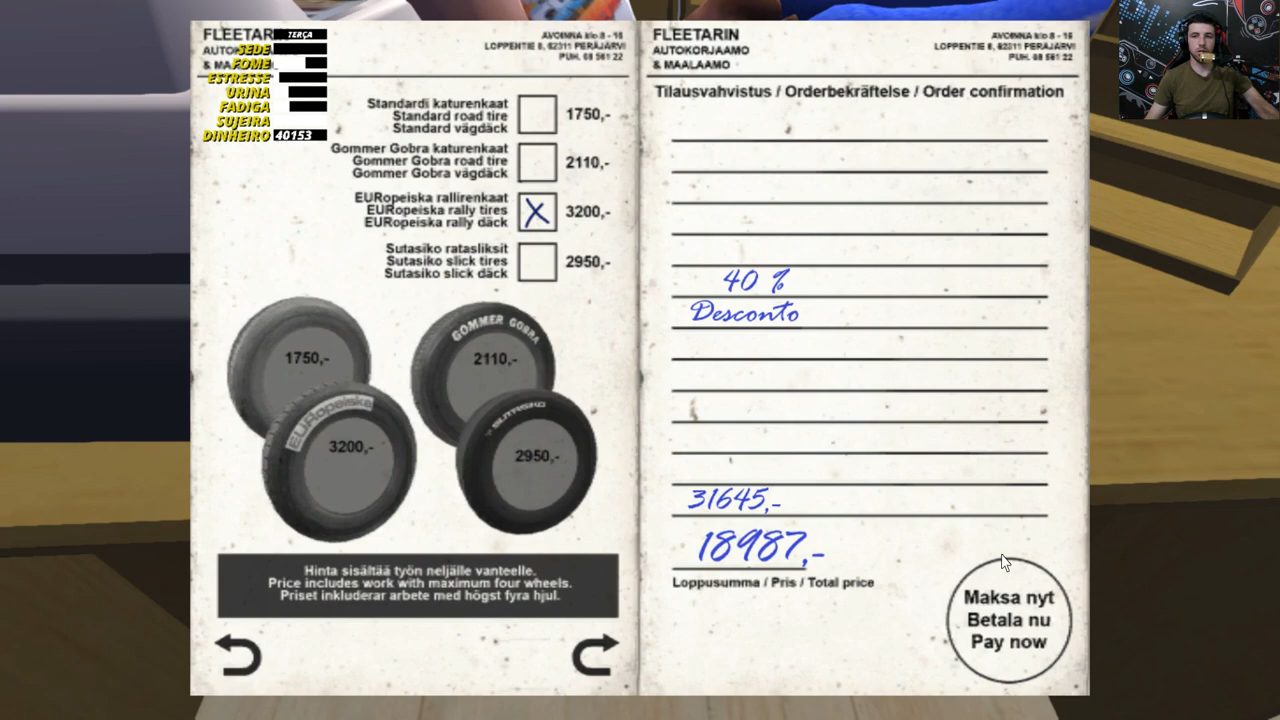 FLEETARI
TERÇA
SEDE
FOME
ESTRESSE
URINA
FADIGA
SUJEIRA
DINHEIRO 40153
AVOINNA klo 8 - 16
LOPPENTIE 8, 62311 PERÄJÄRVI
PUH. 08 561 22
Standardi katurenkaat
Standard road tire
Standard vägdäck
1750,-
Gommer Gobra katurenkaat
Gommer Gobra road tire
Gommer Gobra vägdäck
2110,-
EURopeiska rallirenkaat
EURopeiska rally tires
EURopeiska rally däck
X
3200,-
Sutasiko ratasliksit
Sutasiko slick tires
Sutasiko slick däck
2950,-
1750,-
GOMMER GOBRA
2110,-
EURopeiska
3200,-
SUTASIKO
2950,-
Hinta sisältää työn neljälle vanteelle.
Price includes work with maximum four wheels.
Priset inkluderar arbete med högst fyra hjul.
FLEETARIN
AUTOKORJAAMO
& MAALAAMO
AVOINNA klo 8 - 16
LOPPENTIE 8, 62311 PERÄJÄRVI
PUH. 08 561 22
Tilausvahvistus / Orderbekräftelse / Order confirmation
40 %
Desconto
31645,-
18987,-
Loppusumma / Pris / Total price
Maksa nyt
Betala nu
Pay now